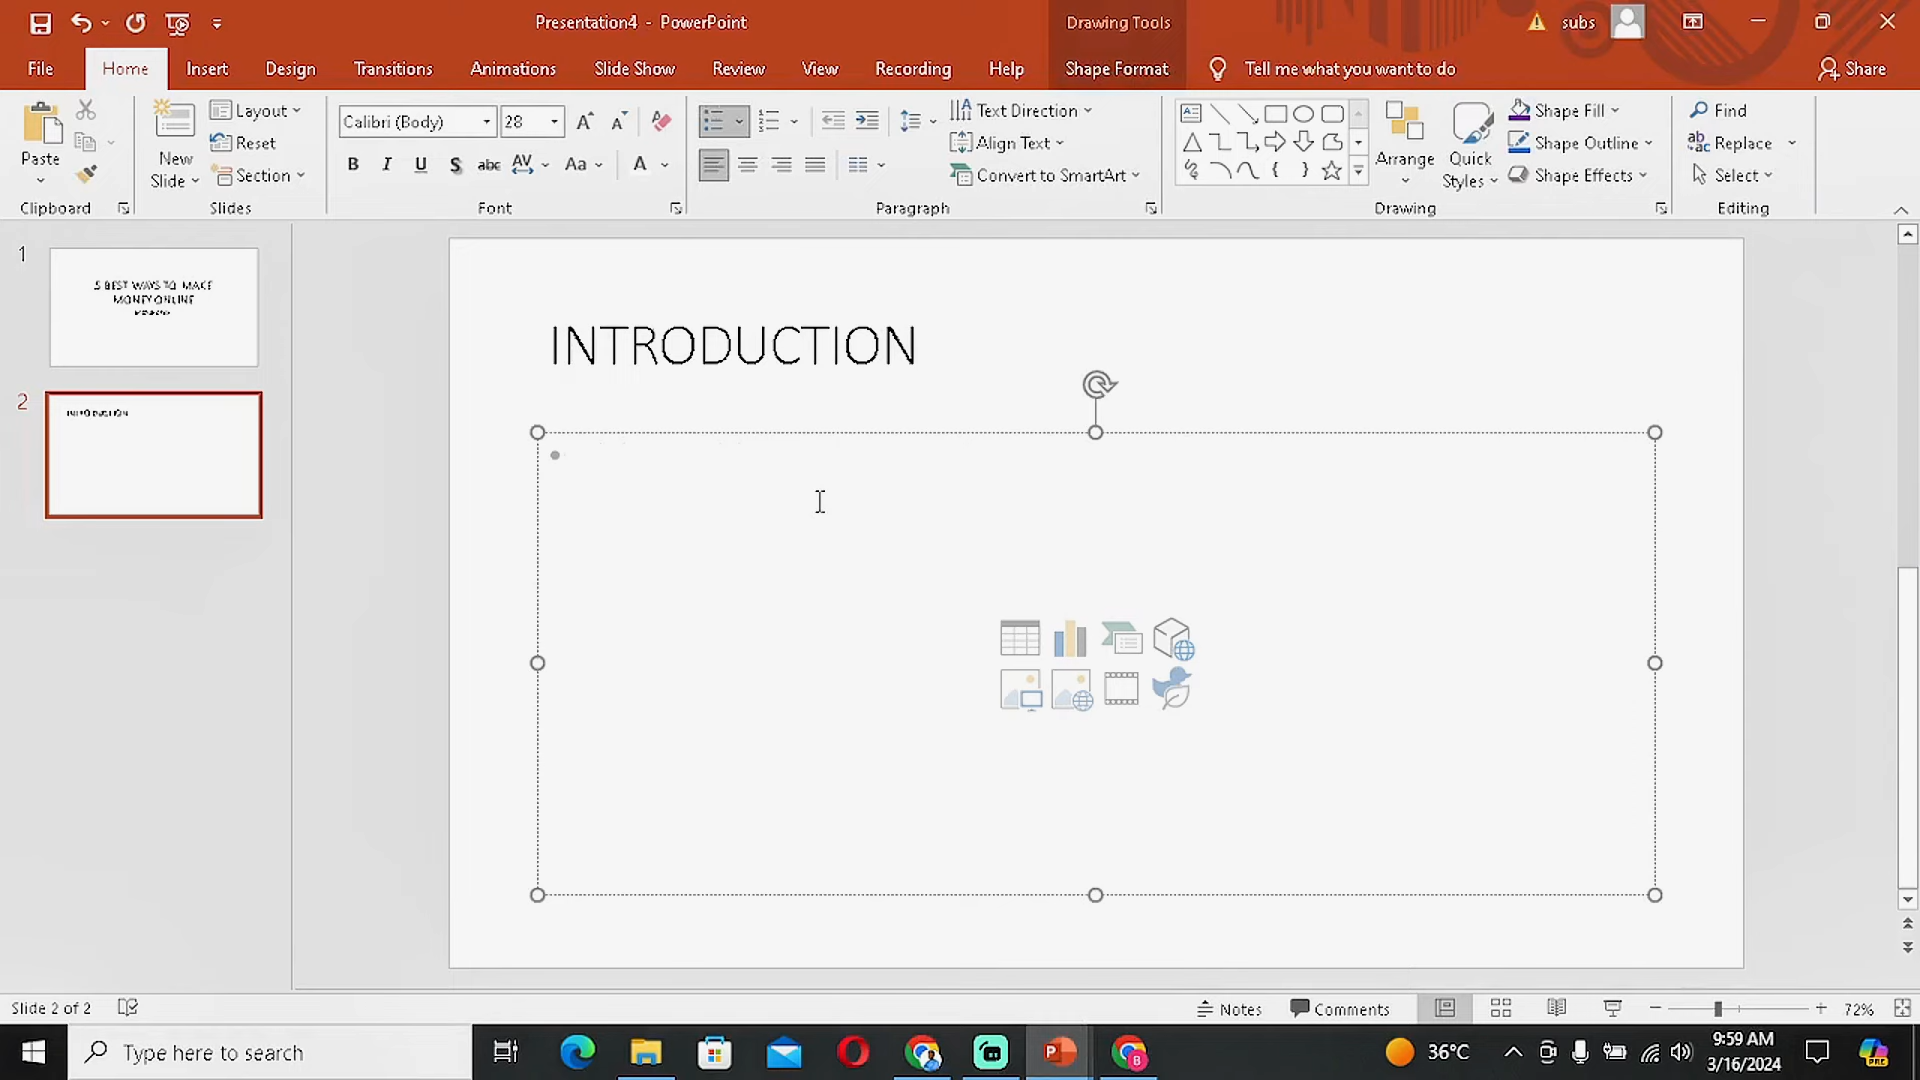 Presentation4 - PowerPoint
Drawing Tools
subs
File
Home
Insert
Design
Transitions
Animations
Slide Show
Review
View
Recording
Help
Shape Format
Tell me what you want to do
Share
Paste
Clipboard
New
Slide
Layout
Reset
Section
Slides
Calibri (Body)
28
B
I
U
S
abc
AV
Aa
A
Font
Text Direction
Align Text
Convert to SmartArt
Paragraph
Arrange
Quick
Styles
Shape Fill
Shape Outline
Shape Effects
Drawing
Find
Replace
Select
Editing
1
5 BEST WAYS TO MAKE
MONEY ONLINE
2
INTRODUCTION
INTRODUCTION
Slide 2 of 2
Notes
Comments
72%
Type here to search
36°C
9:59 AM
3/16/2024